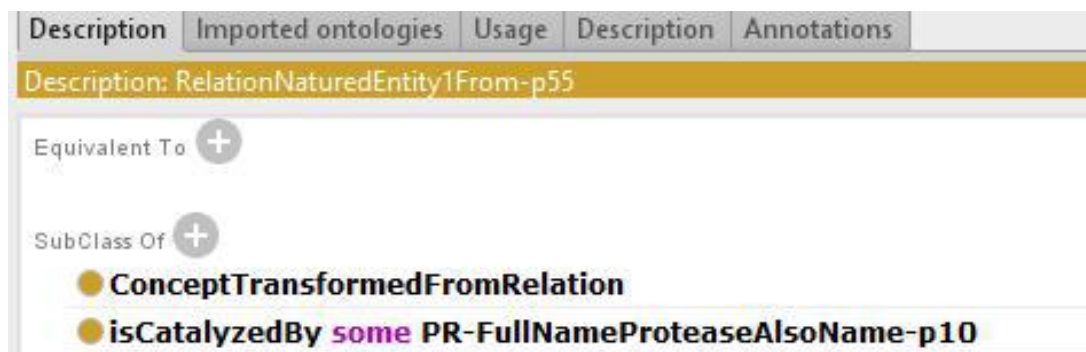 Description Imported ontologies Usage Description Annotations
Description: RelationNaturedEntity1From-p55
Equivalent To
SubClass Of
ConceptTransformedFromRelation
isCatalyzedBy some PR-FullNameProteaseAlsoName-p10